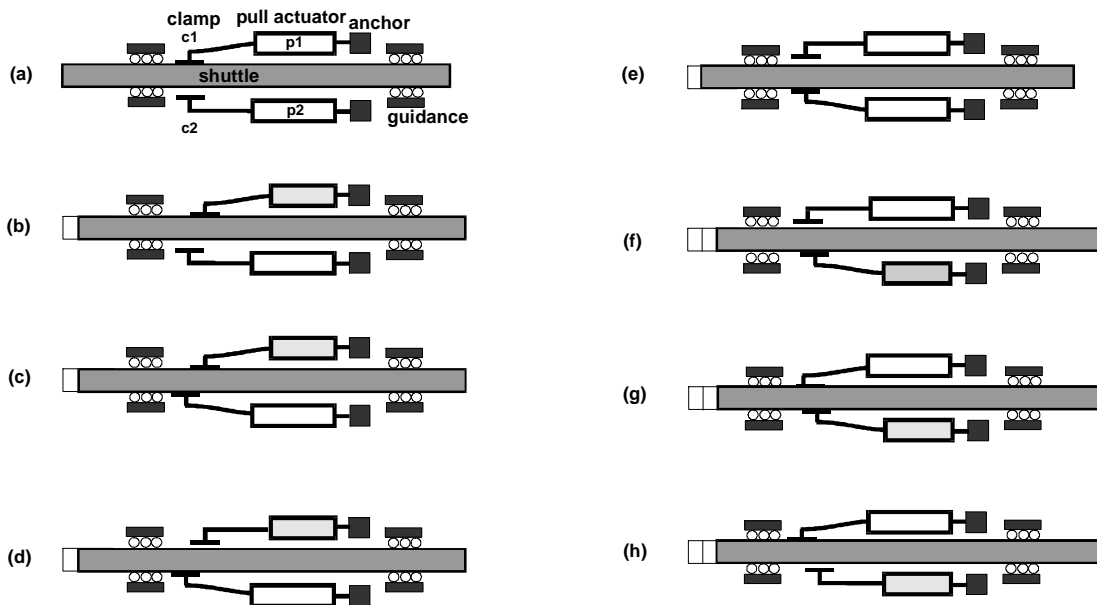 clamp
pull actuator
anchor
c1
p1
(a)
shuttle
p2
c2
guidance
(b)
(c)
(d)
(e)
(f)
(g)
(h)